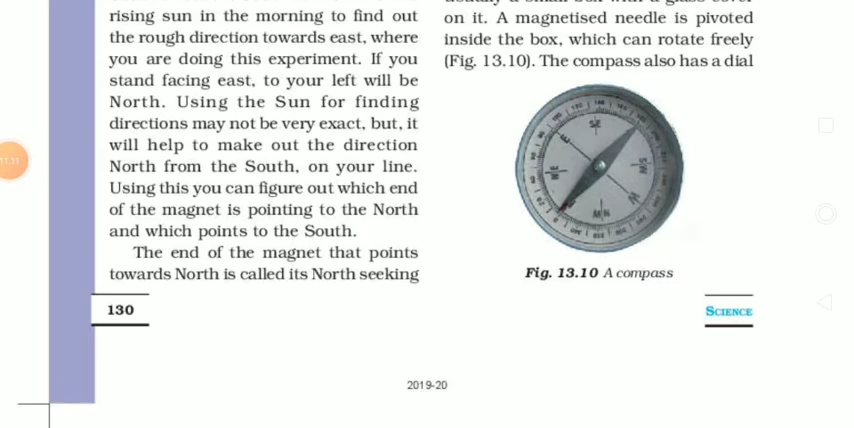 rising sun in the morning to find out
the rough direction towards east, where
you are doing this experiment. If you
stand facing east, to your left will be
North. Using the Sun for finding
directions may not be very exact, but, it
will help to make out the direction
North from the South, on your line.
Using this you can figure out which end
of the magnet is pointing to the North
and which points to the South.
The end of the magnet that points
towards North is called its North seeking
130
on it. A magnetised needle is pivoted
inside the box, which can rotate freely
(Fig. 13.10). The compass also has a dial
SE
E
SW
NE
W
Fig. 13.10 A compass
SCIENCE
2019-20
11:11